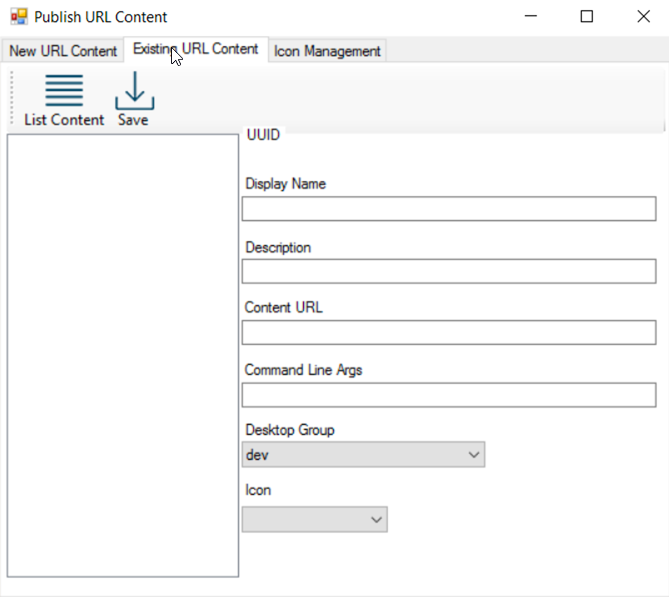 Publish URL Content
New URL Content Existing URL Content Icon Management
List Content Save
UUID
Display Name
Description
Content URL
Command Line Args
Desktop Group
dev
Icon